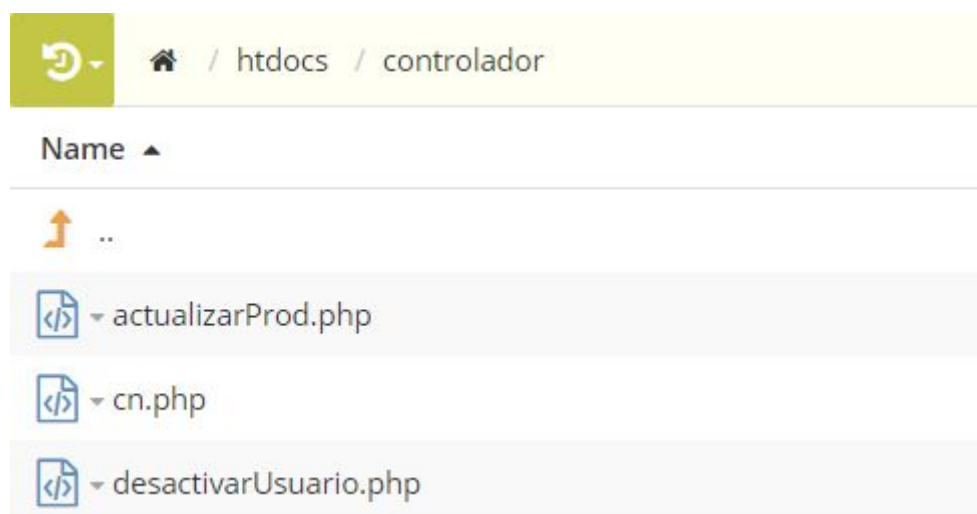 / htdocs / controlador
Name
..
actualizarProd.php
cn.php
desactivarUsuario.php